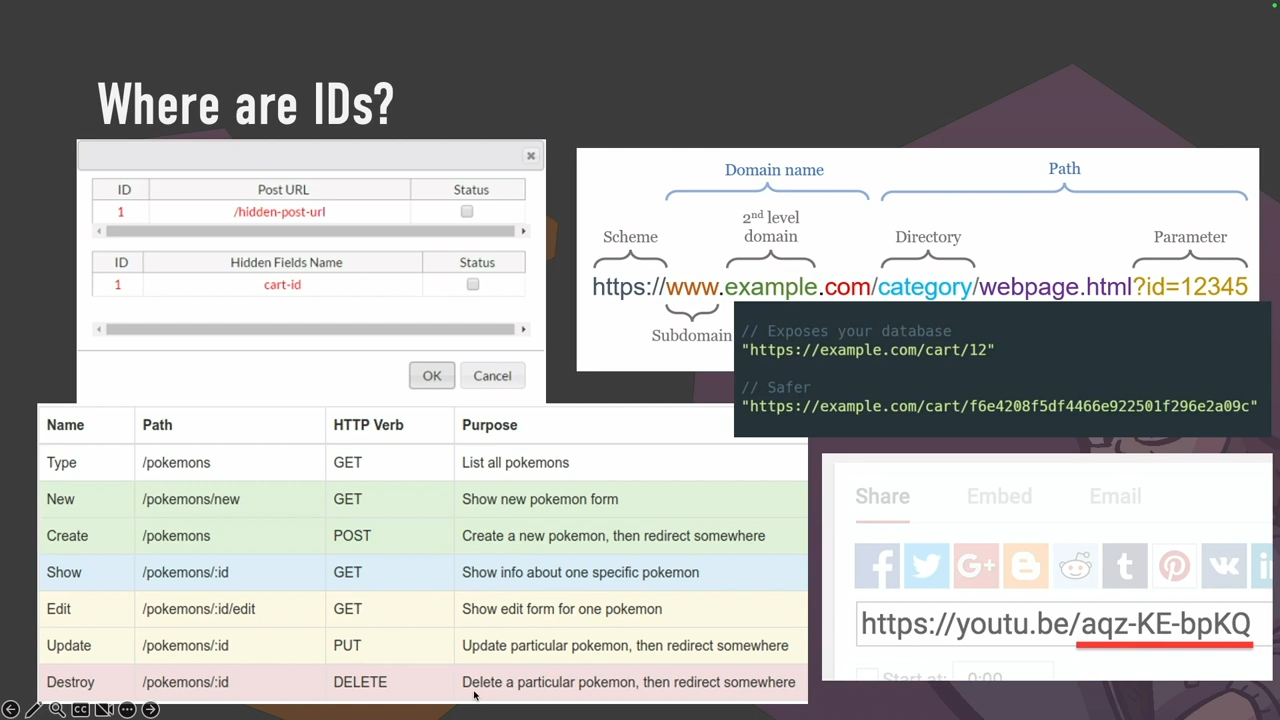 Where are IDs?
ID Post URL Status
1 /hidden-post-url
ID Hidden Fields Name Status
1 cart-id
OK Cancel
Domain name Path
2nd level domain
Scheme Directory Parameter
https://www.example.com/category/webpage.html?id=12345
Subdomain
// Exposes your database
"https://example.com/cart/12"
// Safer
"https://example.com/cart/f6e4208f5df4466e922501f296e2a09c"
Name Path HTTP Verb Purpose
Type /pokemons GET List all pokemons
New /pokemons/new GET Show new pokemon form
Create /pokemons POST Create a new pokemon, then redirect somewhere
Show /pokemons/:id GET Show info about one specific pokemon
Edit /pokemons/:id/edit GET Show edit form for one pokemon
Update /pokemons/:id PUT Update particular pokemon, then redirect somewhere
Destroy /pokemons/:id DELETE Delete a particular pokemon, then redirect somewhere
Share Embed Email
https://youtu.be/aqz-KE-bpKQ
Start at: 0:09